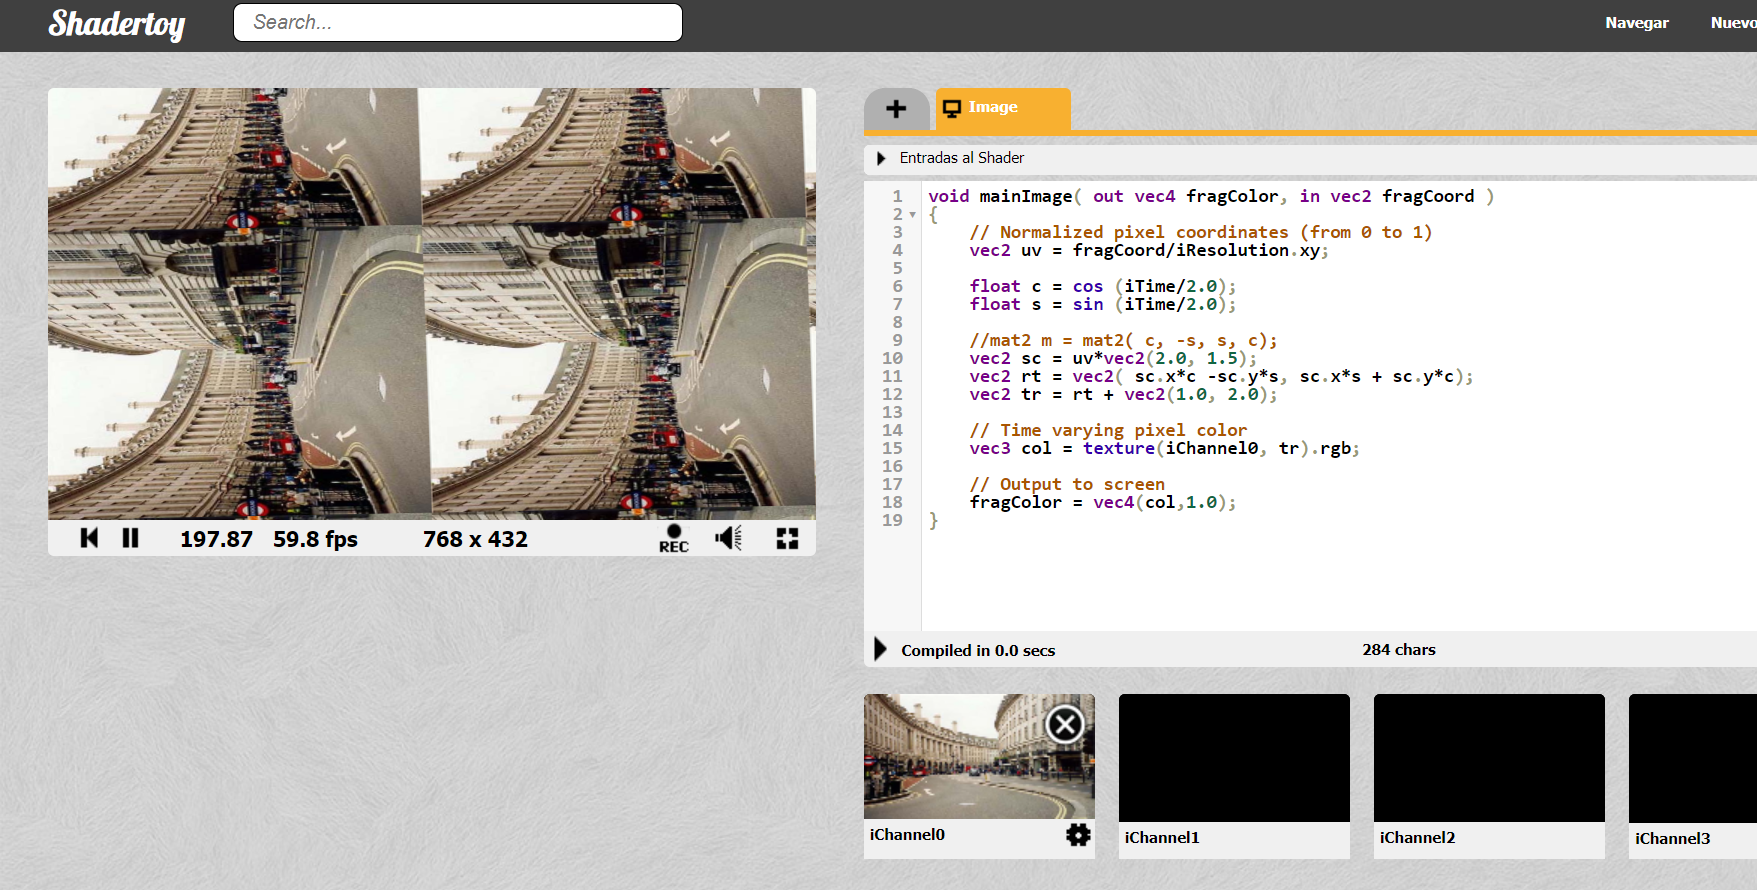 Shadertoy
Search...
Navegar
Nuevo
Image
Entradas al Shader
1 void mainImage( out vec4 fragColor, in vec2 fragCoord )
2 {
3 // Normalized pixel coordinates (from 0 to 1)
4 vec2 uv = fragCoord/iResolution.xy;
5
6 float c = cos (iTime/2.0);
7 float s = sin (iTime/2.0);
8
9 //mat2 m = mat2( c, -s, s, c);
10 vec2 sc = uv*vec2(2.0, 1.5);
11 vec2 rt = vec2( sc.x*c -sc.y*s, sc.x*s + sc.y*c);
12 vec2 tr = rt + vec2(1.0, 2.0);
13
14 // Time varying pixel color
15 vec3 col = texture(iChannel0, tr).rgb;
16
17 // Output to screen
18 fragColor = vec4(col,1.0);
19 }
197.87 59.8 fps 768 x 432 REC
Compiled in 0.0 secs 284 chars
iChannel0 iChannel1 iChannel2 iChannel3